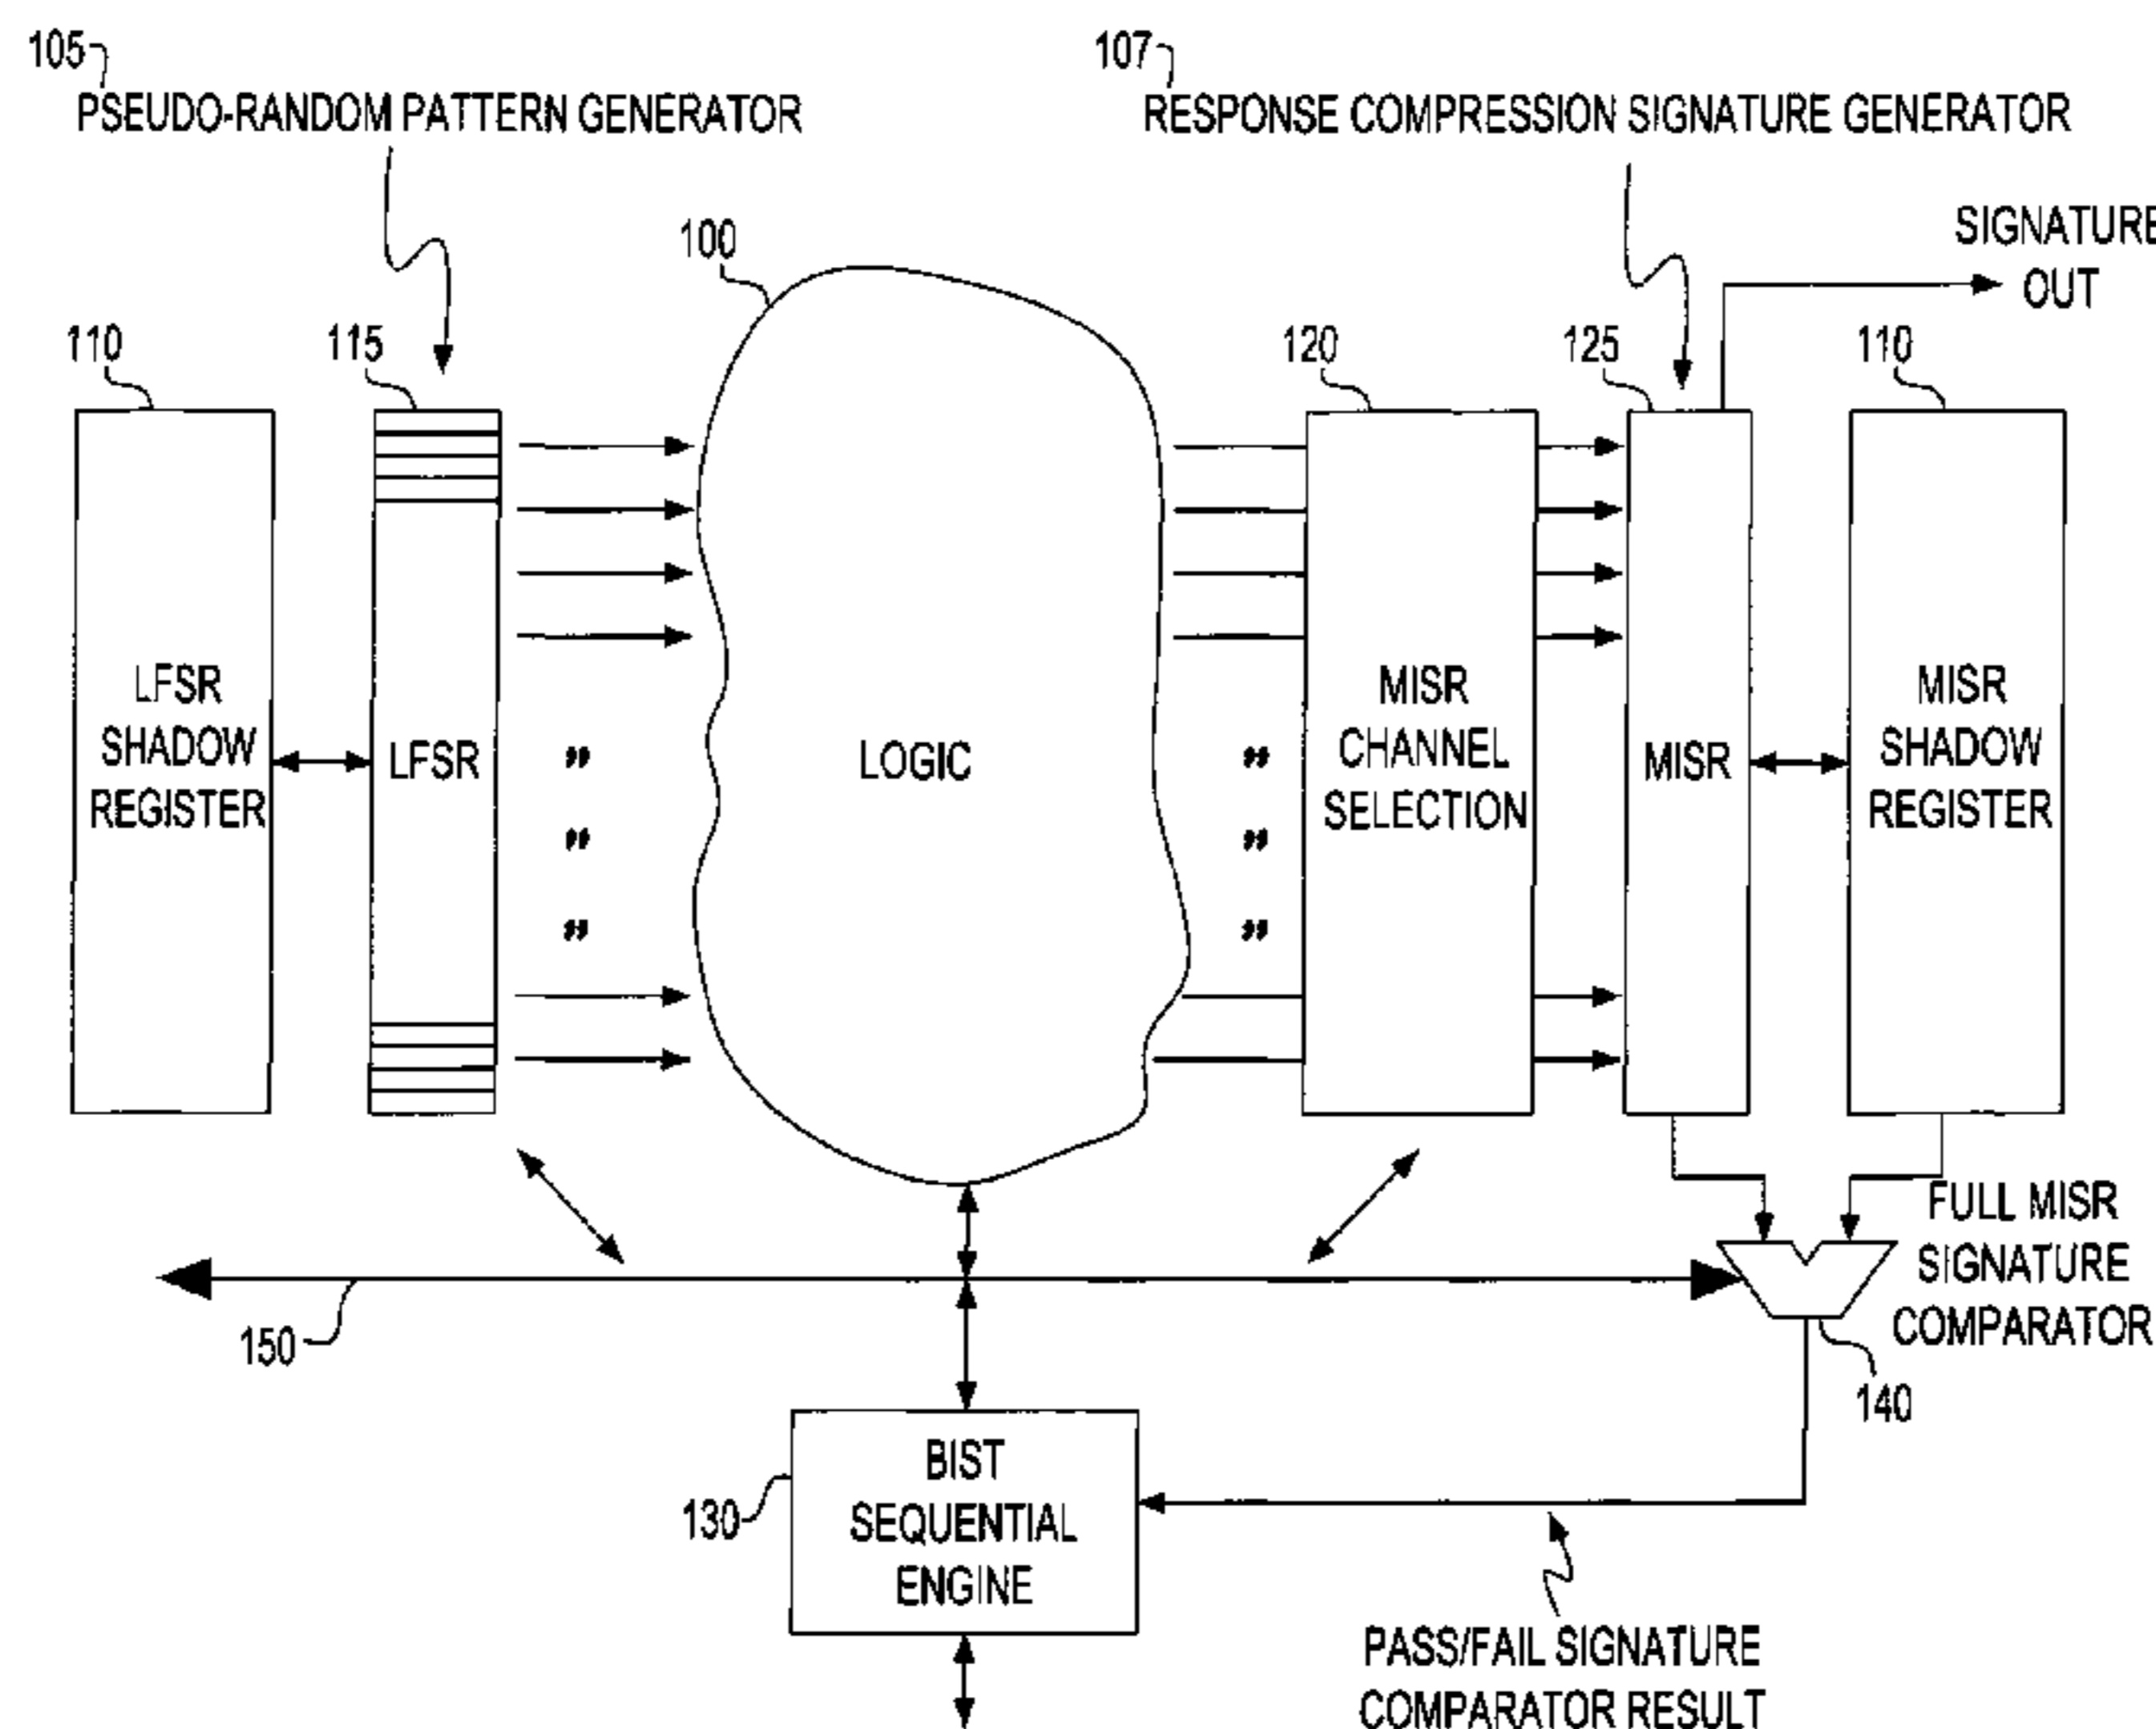 105
PSEUDO-RANDOM PATTERN GENERATOR
107
RESPONSE COMPRESSION SIGNATURE GENERATOR
SIGNATURE
OUT
100
110
115
120
125
110
LFSR
SHADOW
REGISTER
LFSR
LOGIC
MISR
CHANNEL
SELECTION
MISR
MISR
SHADOW
REGISTER
FULL MISR
SIGNATURE
COMPARATOR
150
140
130
BIST
SEQUENTIAL
ENGINE
PASS/FAIL SIGNATURE
COMPARATOR RESULT